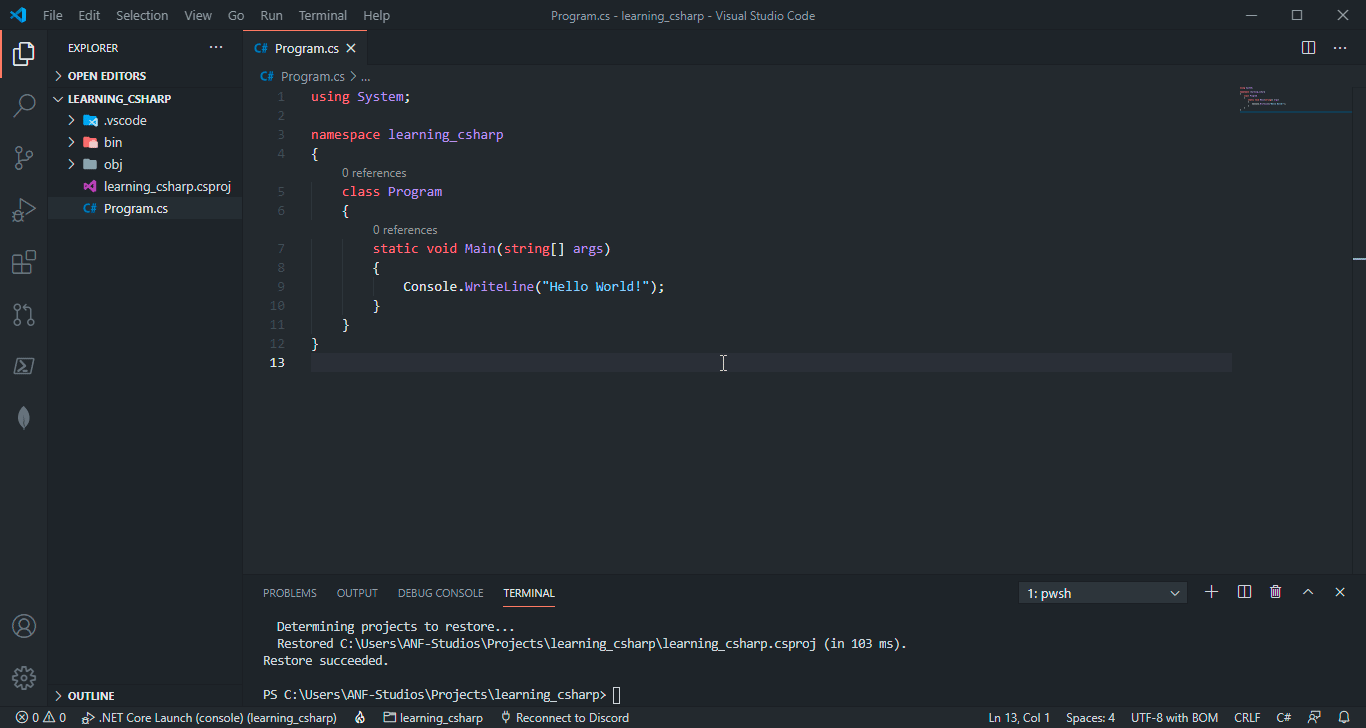 File Edit Selection View Go Run Terminal Help
Program.cs - learning_csharp - Visual Studio Code
EXPLORER
OPEN EDITORS
LEARNING_CSHARP
.vscode
bin
obj
learning_csharp.csproj
C# Program.cs
OUTLINE
C# Program.cs
C# Program.cs > ...
1 using System;
2
3 namespace learning_csharp
4 {
0 references
5 class Program
6 {
0 references
7 static void Main(string[] args)
8 {
9 Console.WriteLine("Hello World!");
10 }
11 }
12 }
13
PROBLEMS OUTPUT DEBUG CONSOLE TERMINAL
1: pwsh
Determining projects to restore...
Restored C:\Users\ANF-Studios\Projects\learning_csharp\learning_csharp.csproj (in 103 ms).
Restore succeeded.
PS C:\Users\ANF-Studios\Projects\learning_csharp>
0 0 .NET Core Launch (console) (learning_csharp) learning_csharp Reconnect to Discord Ln 13, Col 1 Spaces: 4 UTF-8 with BOM CRLF C#